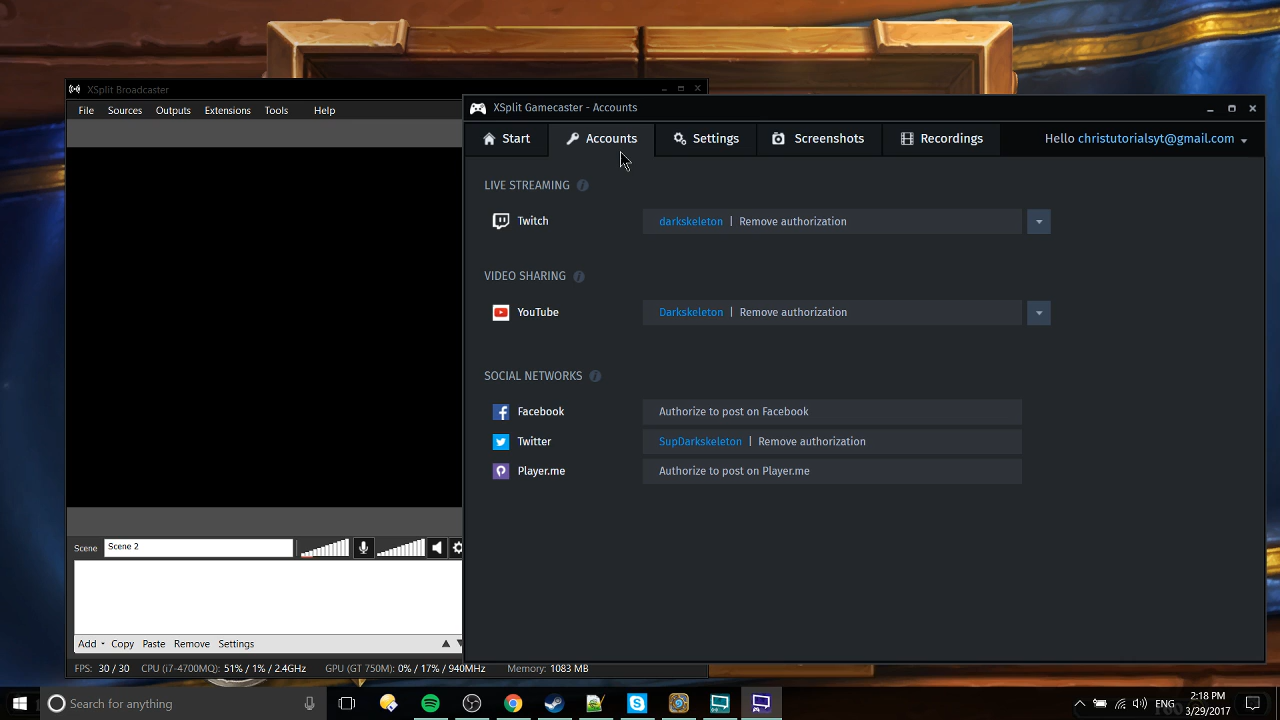 XSplit Broadcaster
File Sources Outputs Extensions Tools Help
XSplit Gamecaster - Accounts
Start Accounts Settings Screenshots Recordings Hello christutorialsyt@gmail.com
LIVE STREAMING
Twitch darkskeleton | Remove authorization
VIDEO SHARING
YouTube Darkskeleton | Remove authorization
SOCIAL NETWORKS
Facebook Authorize to post on Facebook
Twitter SupDarkskeleton | Remove authorization
Player.me Authorize to post on Player.me
Scene Scene 2
Add Copy Paste Remove Settings
FPS: 30 / 30 CPU (i7-4700MQ): 51% / 1% / 2.4GHz GPU (GT 750M): 0% / 17% / 940MHz Memory: 1083 MB
Search for anything
ENG
2:18 PM
3/29/2017